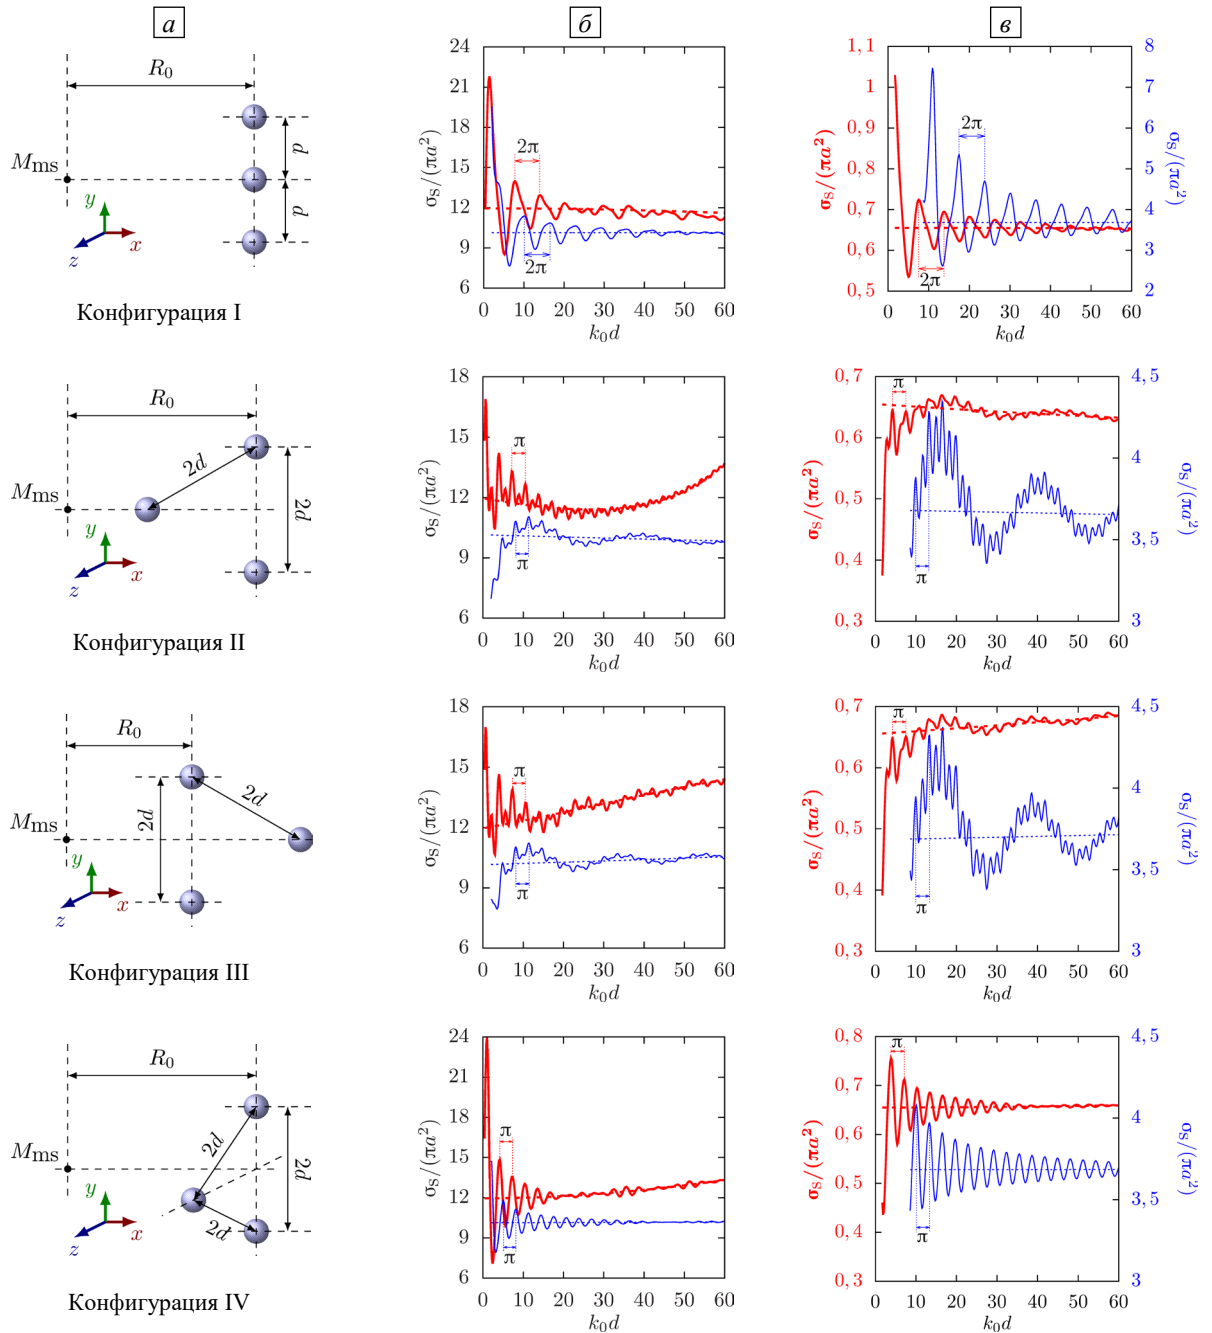 а
б
в
R₀
d
d
Mms
y
x
z
Конфигурация I
24
21
18
15
12
9
6
σS/(πa²)
2π
2π
0 10 20 30 40 50 60
k₀d
1,1
1
0,9
0,8
0,7
0,6
0,5
σS/(πa²)
2π
2π
8
7
6
5
4
3
2
σS/(πa²)
0 10 20 30 40 50 60
k₀d
R₀
2d
2d
Mms
y
x
z
Конфигурация II
18
15
12
9
6
σS/(πa²)
π
π
0 10 20 30 40 50 60
k₀d
0,7
0,6
0,5
0,4
0,3
σS/(πa²)
π
π
4,5
4
3,5
3
σS/(πa²)
0 10 20 30 40 50 60
k₀d
R₀
2d
2d
Mms
y
x
z
Конфигурация III
18
15
12
9
6
σS/(πa²)
π
π
0 10 20 30 40 50 60
k₀d
0,7
0,6
0,5
0,4
0,3
σS/(πa²)
π
π
4,5
4
3,5
3
σS/(πa²)
0 10 20 30 40 50 60
k₀d
R₀
2d
2d
2d
Mms
y
x
z
Конфигурация IV
24
21
18
15
12
9
6
σS/(πa²)
π
π
0 10 20 30 40 50 60
k₀d
0,8
0,7
0,6
0,5
0,4
0,3
σS/(πa²)
π
π
4,5
4
3,5
3
σS/(πa²)
0 10 20 30 40 50 60
k₀d